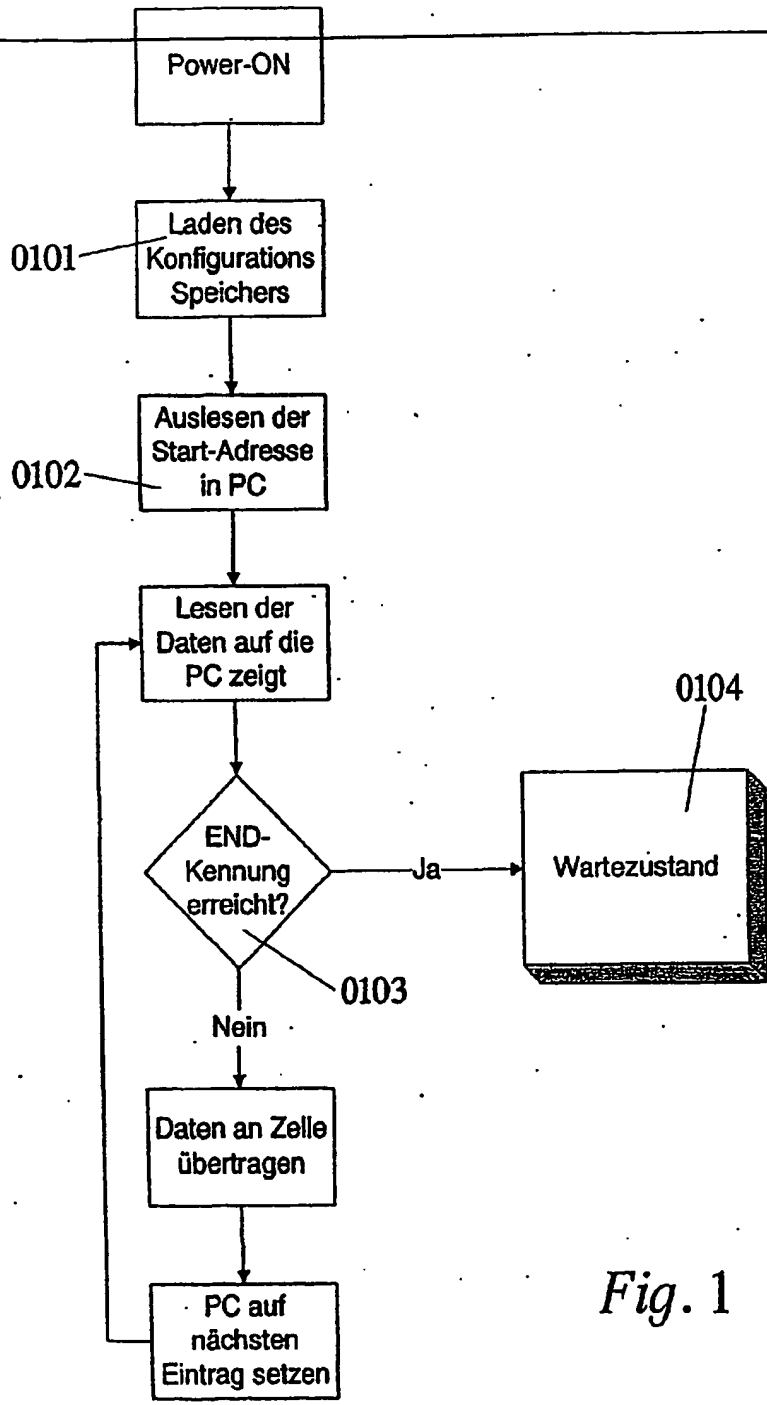 Power-ON
0101
Laden des
Konfigurations
Speichers
0102
Auslesen der
Start-Adresse
in PC
Lesen der
Daten auf die
PC zeigt
0104
END-
Kennung
erreicht?
Ja
Wartezustand
0103
Nein
Daten an Zelle
übertragen
PC auf
nächsten
Eintrag setzen
Fig. 1